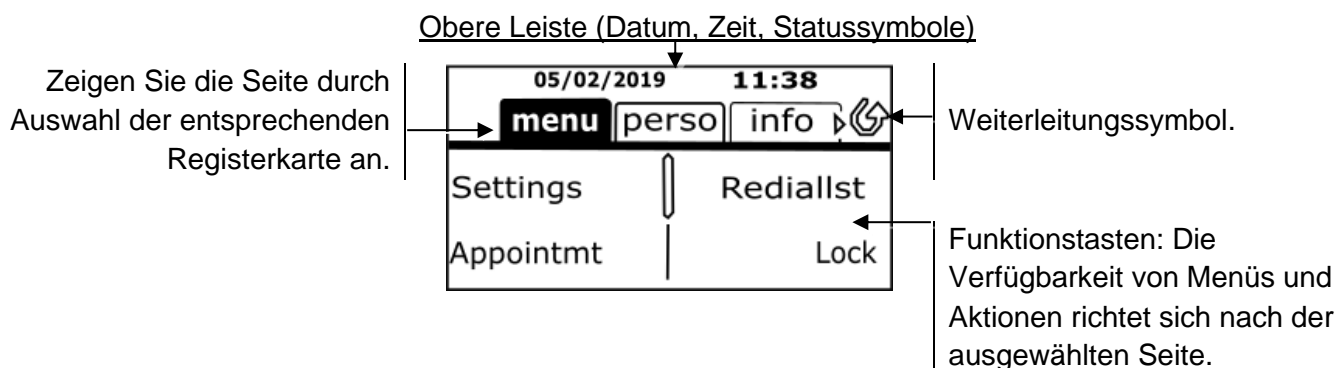 Obere Leiste (Datum, Zeit, Statussymbole)
Zeigen Sie die Seite durch
Auswahl der entsprechenden
Registerkarte an.
05/02/2019 11:38
menu perso info
Settings Rediallst
Appointmt Lock
Weiterleitungssymbol.
Funktionstasten: Die
Verfügbarkeit von Menüs und
Aktionen richtet sich nach der
ausgewählten Seite.